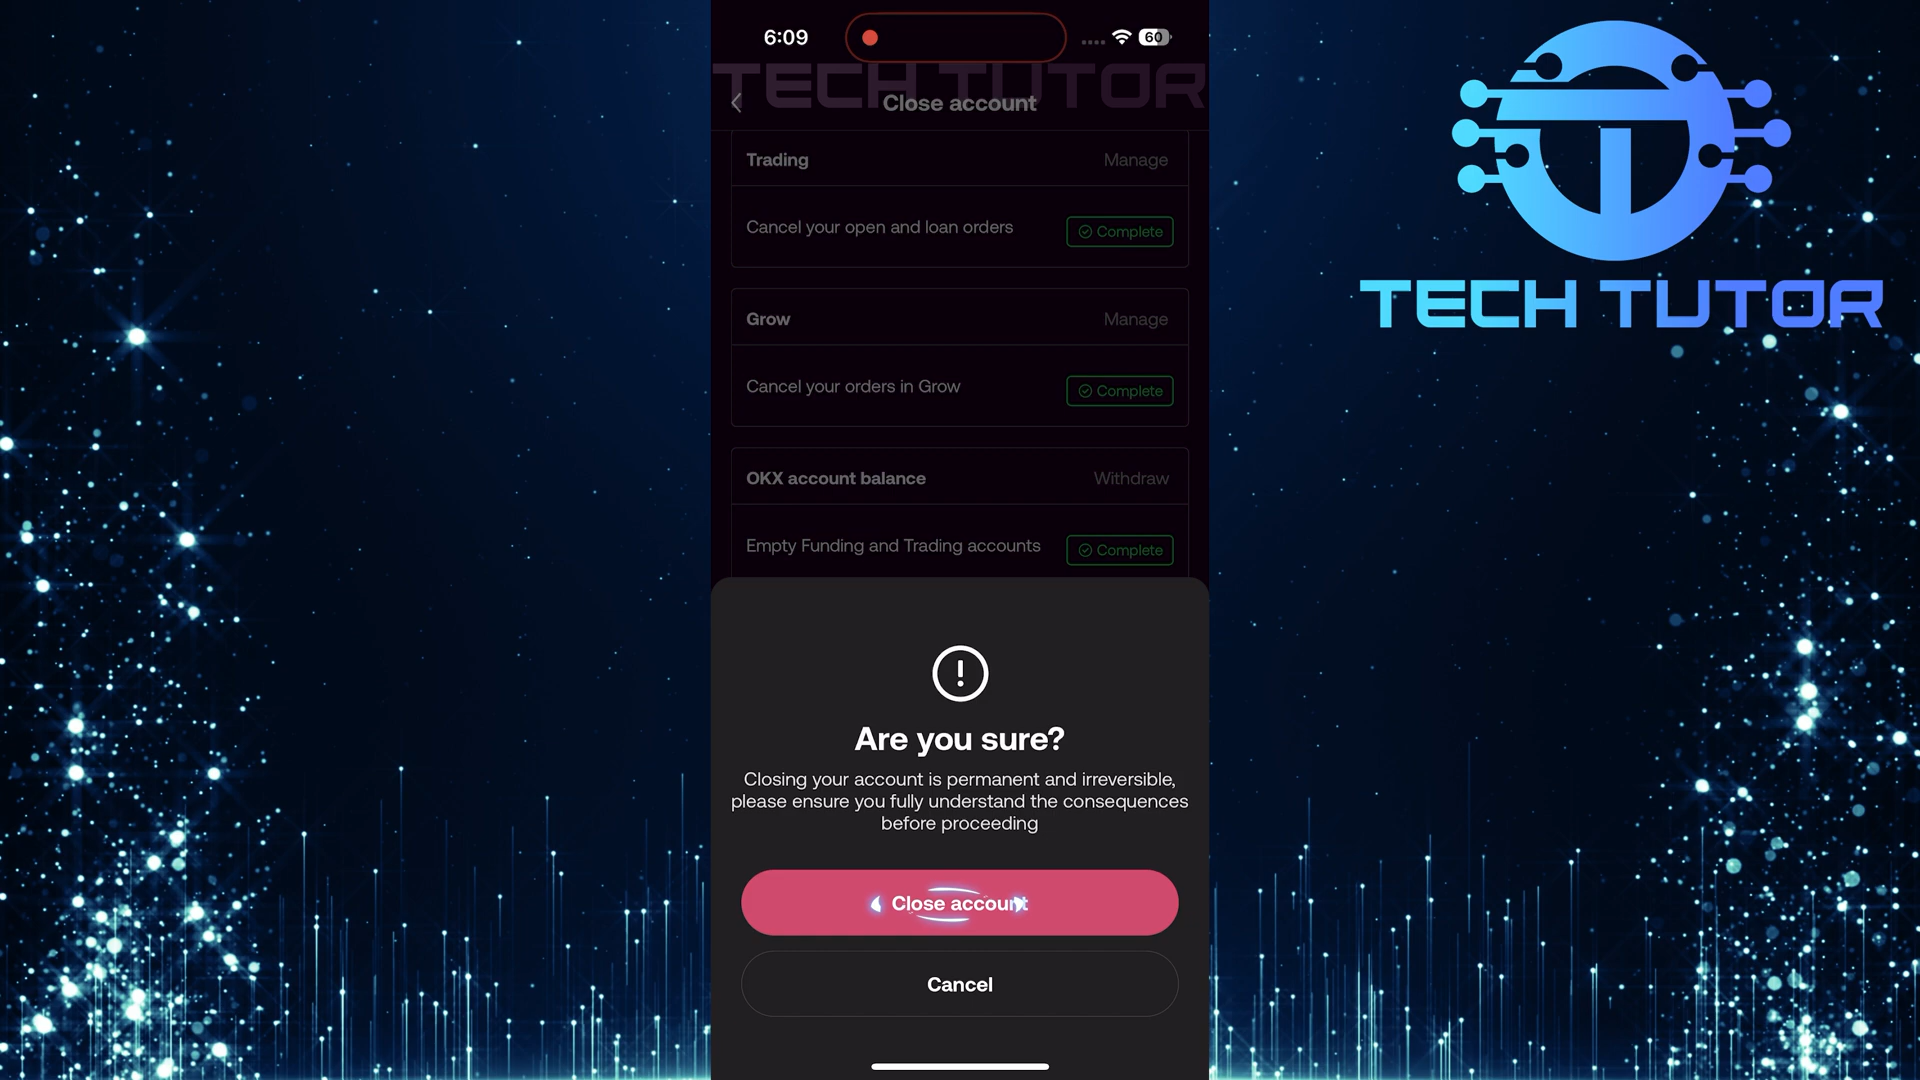 6:09
60
TECH TUTOR
Close account
Trading
Manage
Cancel your open and loan orders
Complete
Grow
Manage
Cancel your orders in Grow
Complete
OKX account balance
Withdraw
Empty Funding and Trading accounts
Complete
Are you sure?
Closing your account is permanent and irreversible,
please ensure you fully understand the consequences
before proceeding
Close account
Cancel
TECH TUTOR